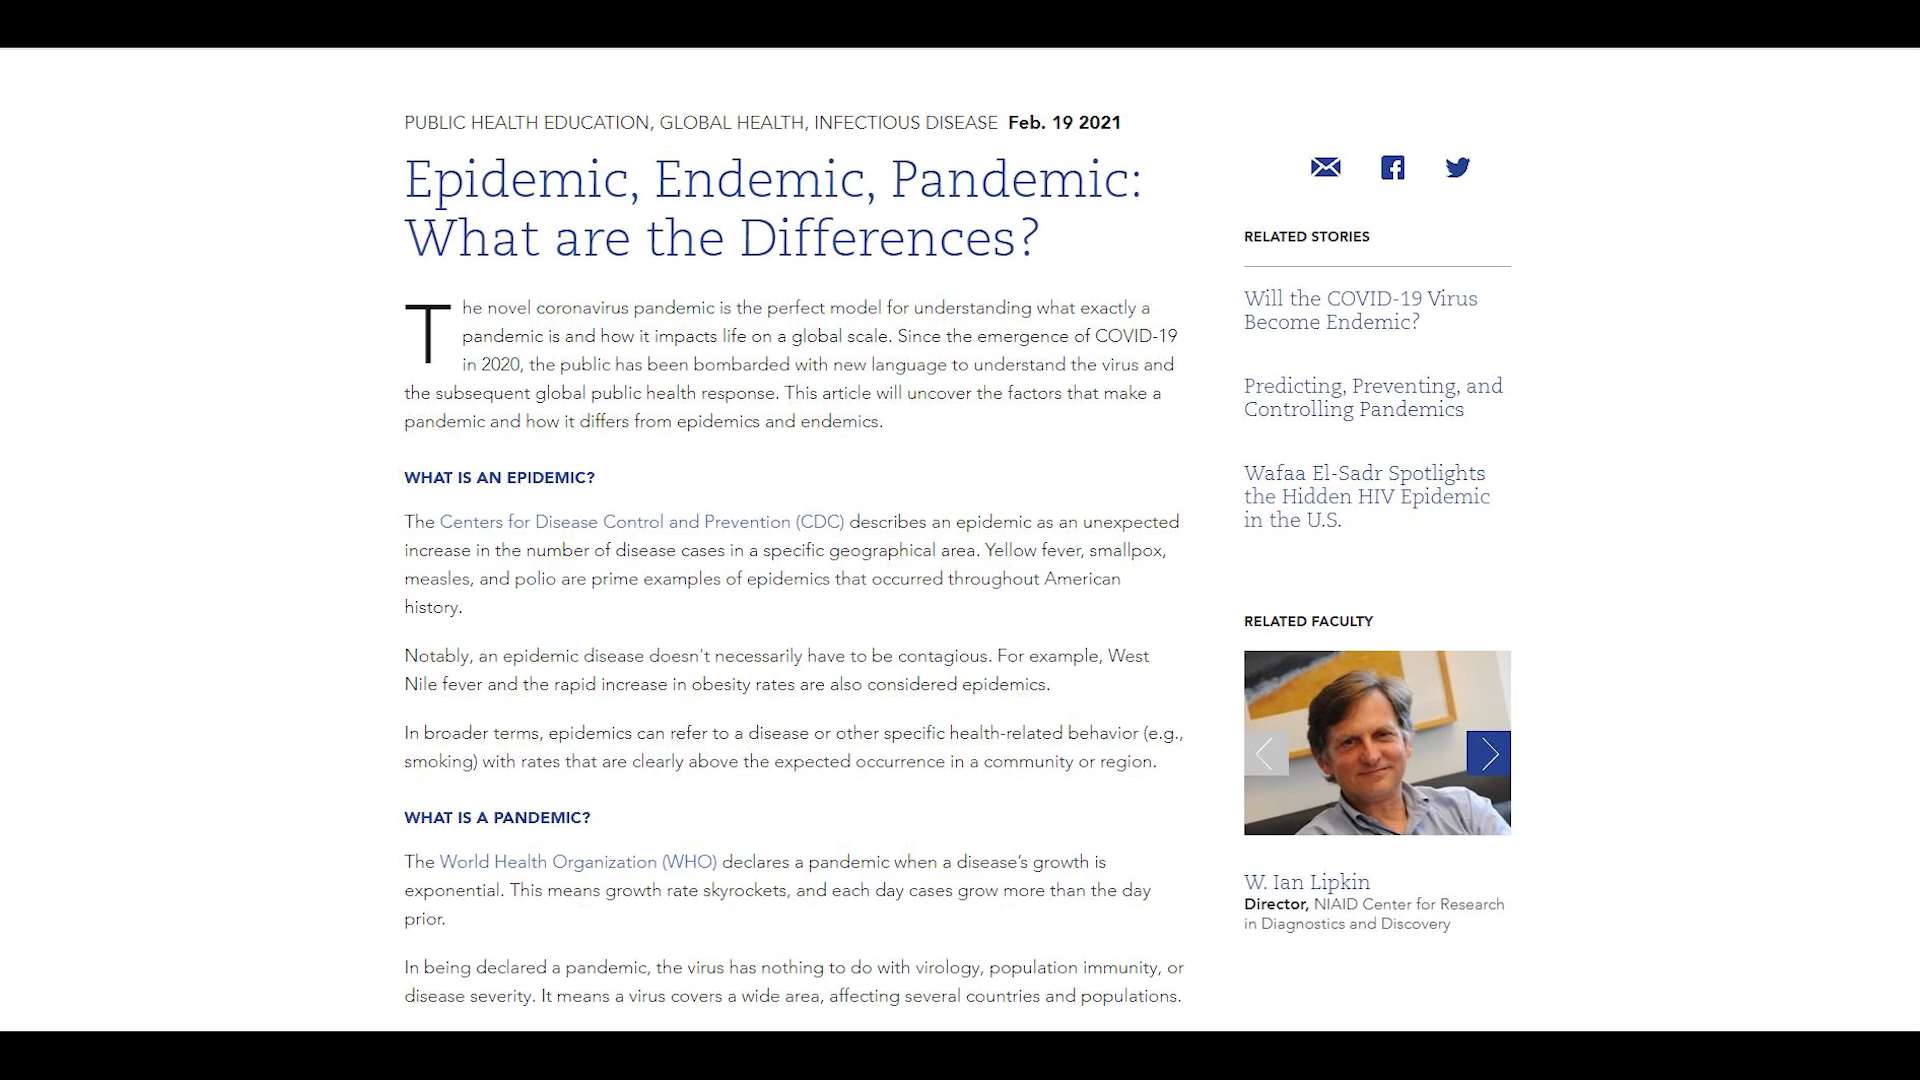 PUBLIC HEALTH EDUCATION, GLOBAL HEALTH, INFECTIOUS DISEASE Feb. 19 2021
Epidemic, Endemic, Pandemic:
What are the Differences?
The novel coronavirus pandemic is the perfect model for understanding what exactly a
pandemic is and how it impacts life on a global scale. Since the emergence of COVID-19
in 2020, the public has been bombarded with new language to understand the virus and
the subsequent global public health response. This article will uncover the factors that make a
pandemic and how it differs from epidemics and endemics.
WHAT IS AN EPIDEMIC?
The Centers for Disease Control and Prevention (CDC) describes an epidemic as an unexpected
increase in the number of disease cases in a specific geographical area. Yellow fever, smallpox,
measles, and polio are prime examples of epidemics that occurred throughout American
history.
Notably, an epidemic disease doesn't necessarily have to be contagious. For example, West
Nile fever and the rapid increase in obesity rates are also considered epidemics.
In broader terms, epidemics can refer to a disease or other specific health-related behavior (e.g.,
smoking) with rates that are clearly above the expected occurrence in a community or region.
WHAT IS A PANDEMIC?
The World Health Organization (WHO) declares a pandemic when a disease’s growth is
exponential. This means growth rate skyrockets, and each day cases grow more than the day
prior.
In being declared a pandemic, the virus has nothing to do with virology, population immunity, or
disease severity. It means a virus covers a wide area, affecting several countries and populations.
RELATED STORIES
Will the COVID-19 Virus
Become Endemic?
Predicting, Preventing, and
Controlling Pandemics
Wafaa El-Sadr Spotlights
the Hidden HIV Epidemic
in the U.S.
RELATED FACULTY
W. Ian Lipkin
Director, NIAID Center for Research
in Diagnostics and Discovery